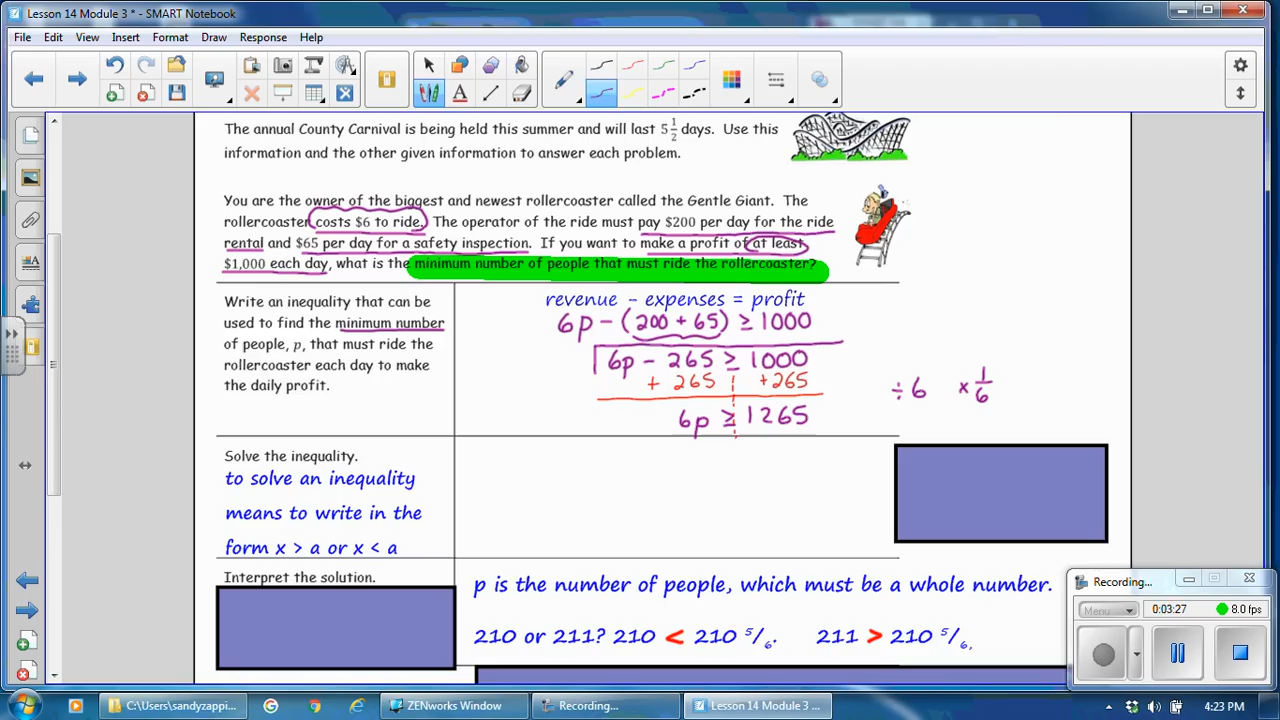 Lesson 14 Module 3 * - SMART Notebook
File Edit View Insert Format Draw Response Help
The annual County Carnival is being held this summer and will last 5 1/2 days. Use this
information and the other given information to answer each problem.
You are the owner of the biggest and newest rollercoaster called the Gentle Giant. The
rollercoaster costs $6 to ride. The operator of the ride must pay $200 per day for the ride
rental and $65 per day for a safety inspection. If you want to make a profit of at least
$1,000 each day, what is the minimum number of people that must ride the rollercoaster?
Write an inequality that can be
used to find the minimum number
of people, p, that must ride the
rollercoaster each day to make
the daily profit.
revenue - expenses = profit
6p - (200 + 65) ≥ 1000
6p - 265 ≥ 1000
+ 265 +265
6p ≥ 1265
÷6 × 1/6
Solve the inequality.
to solve an inequality
means to write in the
form x > a or x < a
Interpret the solution.
p is the number of people, which must be a whole number.
210 or 211? 210 < 210 5/6. 211 > 210 5/6.
Recording...
Menu 0:03:27 8.0 fps
C:\Users\sandyzappi... ZENworks Window Recording... Lesson 14 Module 3 ... 4:23 PM